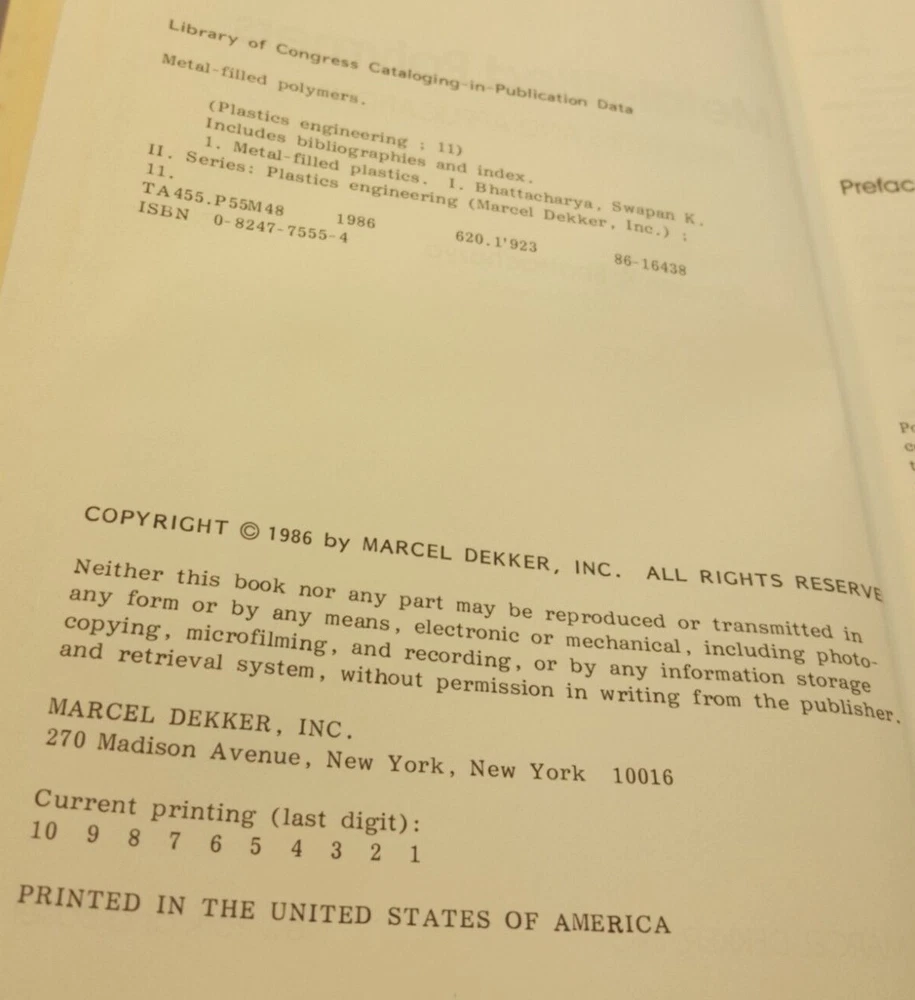 Library of Congress Cataloging-in-Publication Data
Metal-filled polymers.
(Plastics engineering ; 11)
Includes bibliographies and index.
1. Metal-filled plastics. I. Bhattacharya, Swapan K.
II. Series: Plastics engineering (Marcel Dekker, Inc.) ;
11.
TA455.P55M48 1986 620.1'923 86-16438
ISBN 0-8247-7555-4
COPYRIGHT © 1986 by MARCEL DEKKER, INC. ALL RIGHTS RESERVE
Neither this book nor any part may be reproduced or transmitted in
any form or by any means, electronic or mechanical, including photo-
copying, microfilming, and recording, or by any information storage
and retrieval system, without permission in writing from the publisher.
MARCEL DEKKER, INC.
270 Madison Avenue, New York, New York 10016
Current printing (last digit):
10 9 8 7 6 5 4 3 2 1
PRINTED IN THE UNITED STATES OF AMERICA
Prefac